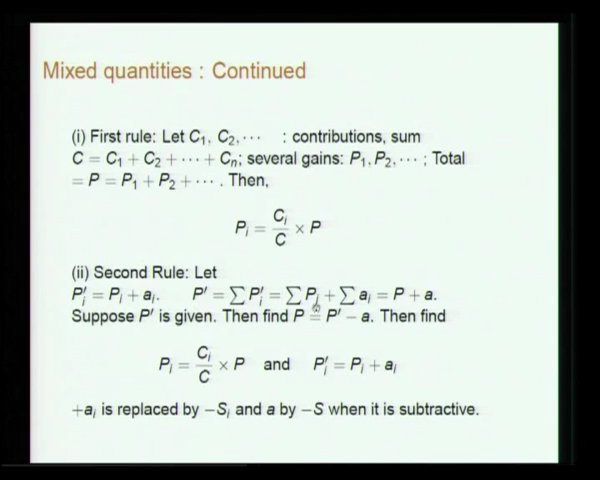 Mixed quantities : Continued
(i) First rule: Let C₁, C₂, ⋯ : contributions, sum
C = C₁ + C₂ + ⋯ + Cₙ; several gains: P₁, P₂, ⋯ ; Total
= P = P₁ + P₂ + ⋯ . Then,
Pᵢ = Cᵢ/C × P
(ii) Second Rule: Let
P′ᵢ = Pᵢ + aᵢ. P′ = ∑ P′ᵢ = ∑ Pᵢ + ∑ aᵢ = P + a.
Suppose P′ is given. Then find P = P′ − a. Then find
Pᵢ = Cᵢ/C × P and P′ᵢ = Pᵢ + aᵢ
+aᵢ is replaced by −Sᵢ and a by −S when it is subtractive.